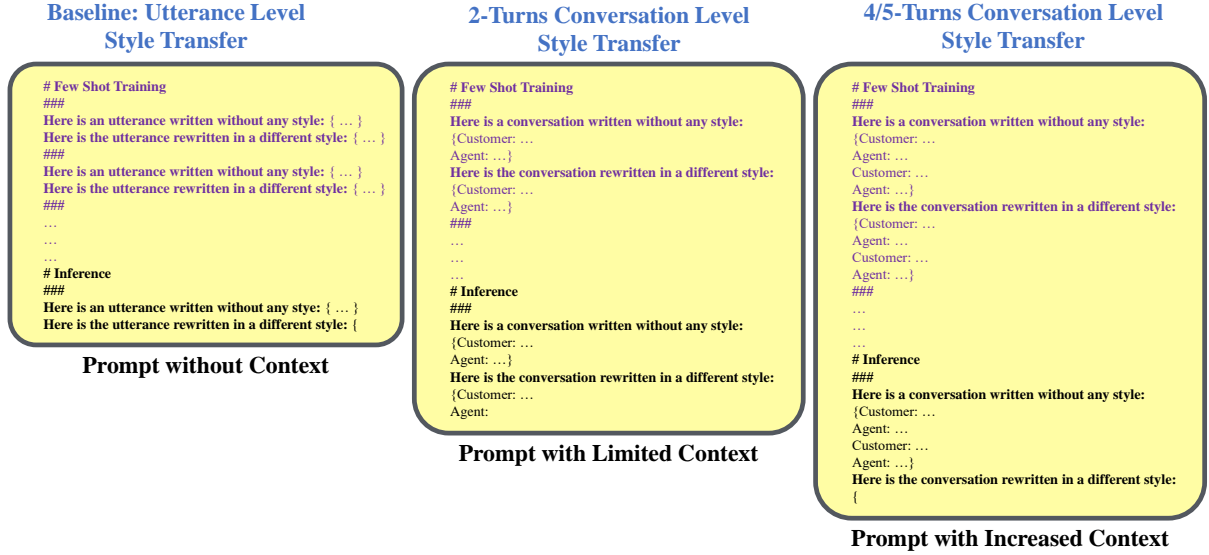 Baseline: Utterance Level
Style Transfer
# Few Shot Training
###
Here is an utterance written without any style: { … }
Here is the utterance rewritten in a different style: { … }
###
Here is an utterance written without any style: { … }
Here is the utterance rewritten in a different style: { … }
###
…
…
…
# Inference
###
Here is an utterance written without any stye: { … }
Here is the utterance rewritten in a different style: {
Prompt without Context
2-Turns Conversation Level
Style Transfer
# Few Shot Training
###
Here is a conversation written without any style:
{Customer: …
Agent: …}
Here is the conversation rewritten in a different style:
{Customer: …
Agent: …}
###
…
…
…
# Inference
###
Here is a conversation written without any style:
{Customer: …
Agent: …}
Here is the conversation rewritten in a different style:
{Customer: …
Agent:
Prompt with Limited Context
4/5-Turns Conversation Level
Style Transfer
# Few Shot Training
###
Here is a conversation written without any style:
{Customer: …
Agent: …
Customer: …
Agent: …}
Here is the conversation rewritten in a different style:
{Customer: …
Agent: …
Customer: …
Agent: …}
###
…
…
…
# Inference
###
Here is a conversation written without any style:
{Customer: …
Agent: …
Customer: …
Agent: …}
Here is the conversation rewritten in a different style:
{
Prompt with Increased Context